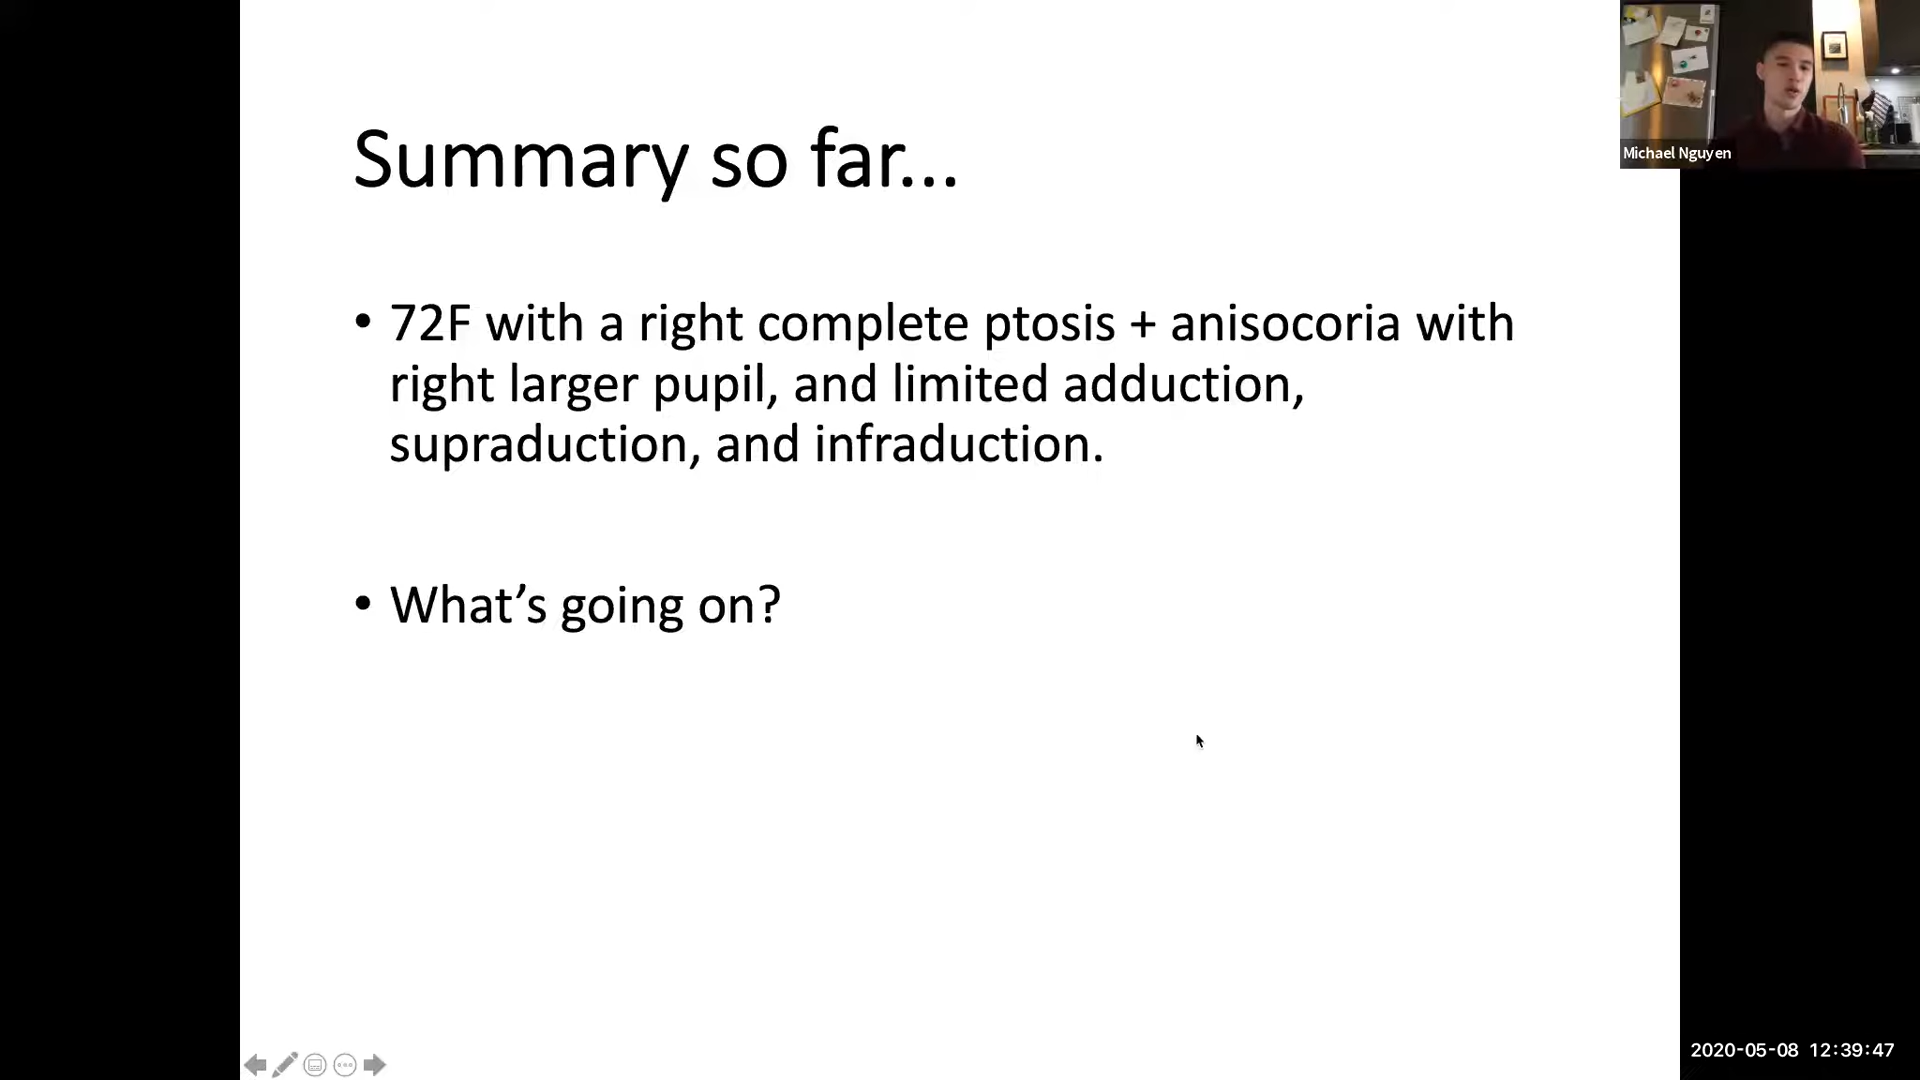 Summary so far...
• 72F with a right complete ptosis + anisocoria with
right larger pupil, and limited adduction,
supraduction, and infraduction.
• What's going on?
Michael Nguyen
2020-05-08 12:39:47